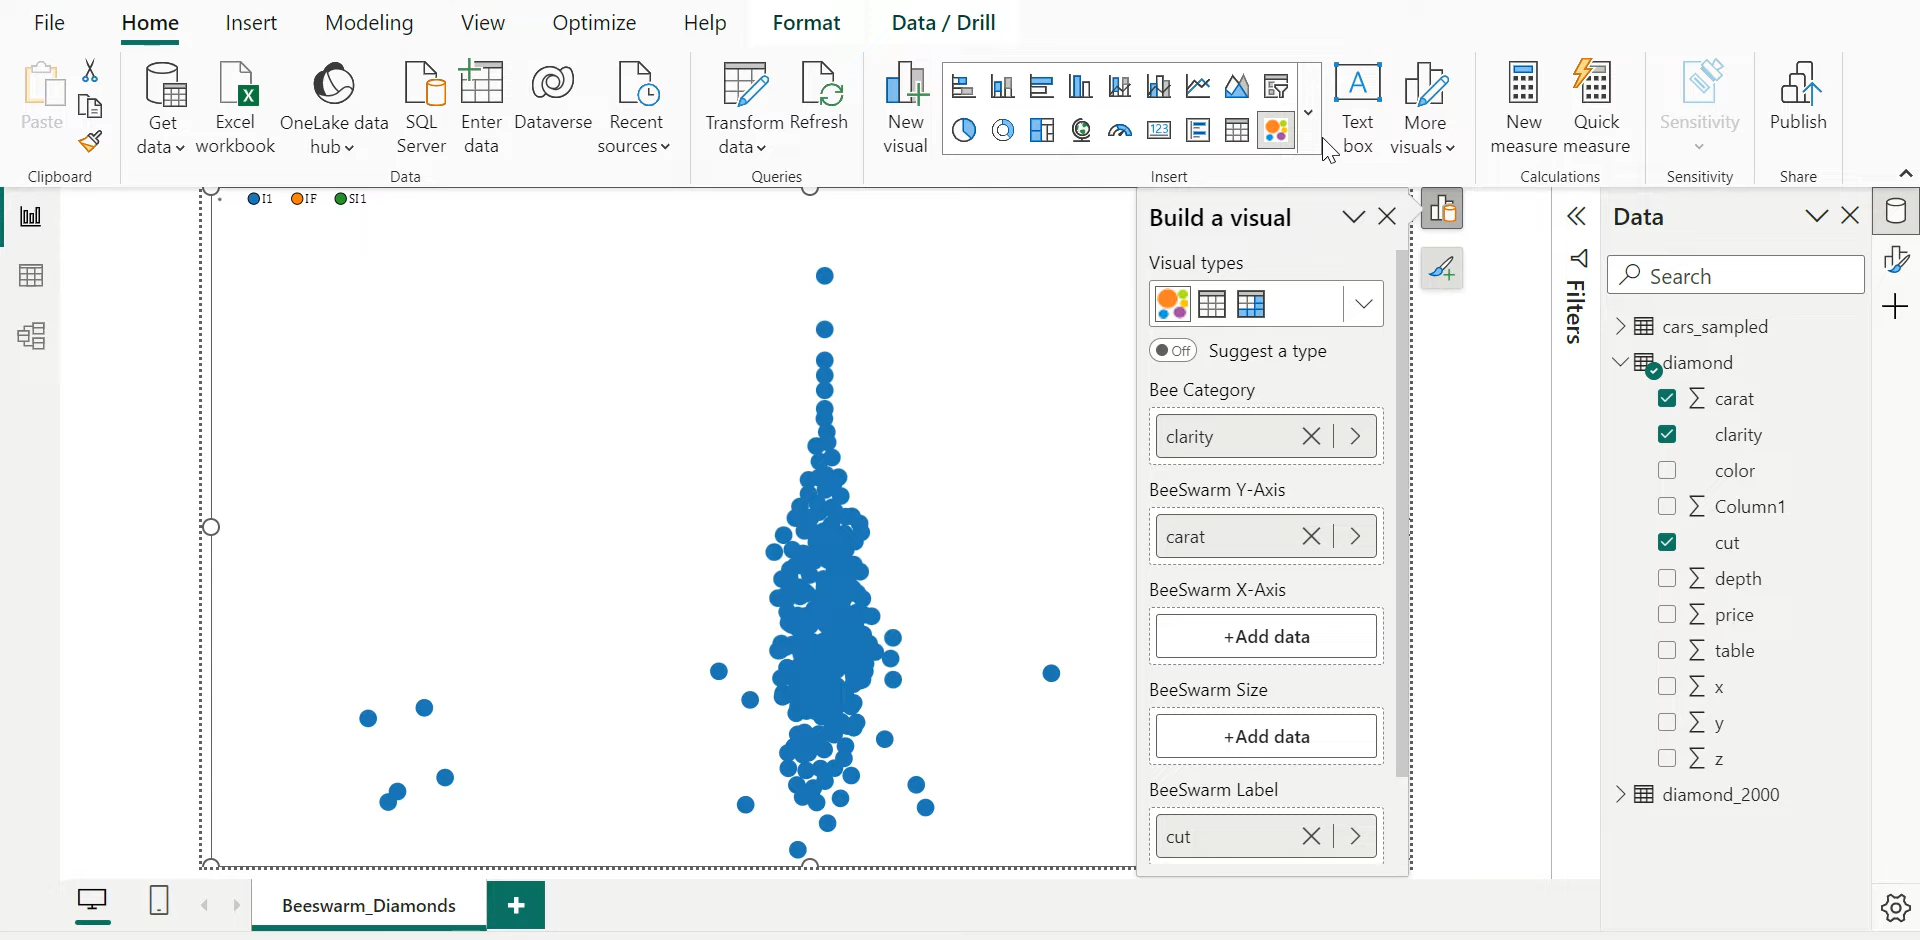 File Home Insert Modeling View Optimize Help Format Data / Drill
Paste
Get data
Excel workbook
OneLake data hub
SQL Server
Enter data
Dataverse
Recent sources
Transform data
Refresh
New visual
123
A
Text box
More visuals
New measure
Quick measure
Sensitivity
Publish
Clipboard Data Queries Insert Calculations Sensitivity Share
I1 IF SI1
Build a visual
Visual types
Off Suggest a type
Bee Category
clarity
BeeSwarm Y-Axis
carat
BeeSwarm X-Axis
+Add data
BeeSwarm Size
+Add data
BeeSwarm Label
cut
Filters
Data
Search
cars_sampled
diamond
carat
clarity
color
Column1
cut
depth
price
table
x
y
z
diamond_2000
Beeswarm_Diamonds